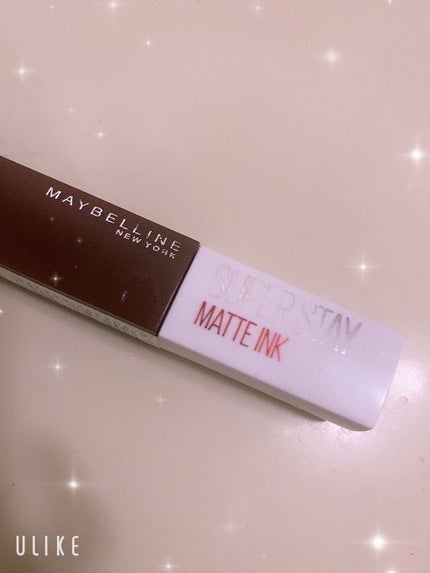 MAYBELLINE
NEW YORK
SUPER STAY
MATTE INK
ULIKE